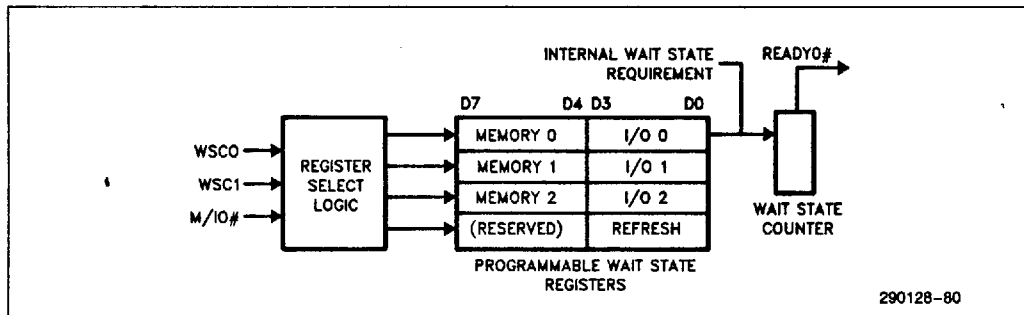 INTERNAL WAIT STATE
REQUIREMENT
READYO#
D7 D4 D3 D0
WSC0
WSC1
M/IO#
REGISTER
SELECT
LOGIC
MEMORY 0 I/O 0
MEMORY 1 I/O 1
MEMORY 2 I/O 2
(RESERVED) REFRESH
WAIT STATE
COUNTER
PROGRAMMABLE WAIT STATE
REGISTERS
290128-80